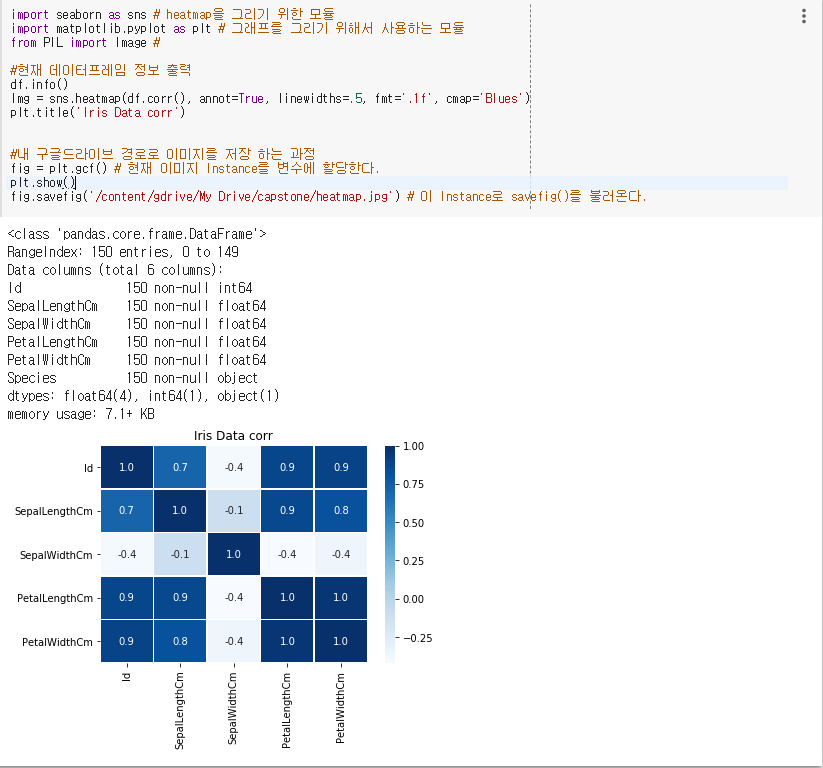 import seaborn as sns # heatmap을 그리기 위한 모듈
import matplotlib.pyplot as plt # 그래프를 그리기 위해서 사용하는 모듈
from PIL import Image #
#현재 데이터프레임 정보 출력
df.info()
Img = sns.heatmap(df.corr(), annot=True, linewidths=.5, fmt='.1f', cmap='Blues')
plt.title('Iris Data corr')
#내 구글드라이브 경로로 이미지를 저장 하는 과정
fig = plt.gcf() # 현재 이미지 Instance을 변수에 할당한다.
plt.show()
fig.savefig('/content/gdrive/My Drive/capstone/heatmap.jpg') # 이 Instance로 savefig()를 불러온다.
<class 'pandas.core.frame.DataFrame'>
RangeIndex: 150 entries, 0 to 149
Data columns (total 6 columns):
Id 150 non-null int64
SepalLengthCm 150 non-null float64
SepalWidthCm 150 non-null float64
PetalLengthCm 150 non-null float64
PetalWidthCm 150 non-null float64
Species 150 non-null object
dtypes: float64(4), int64(1), object(1)
memory usage: 7.1+ KB
Iris Data corr
Id 1.0 0.7 -0.4 0.9 0.9
SepalLengthCm 0.7 1.0 -0.1 0.9 0.8
SepalWidthCm -0.4 -0.1 1.0 -0.4 -0.4
PetalLengthCm 0.9 0.9 -0.4 1.0 1.0
PetalWidthCm 0.9 0.8 -0.4 1.0 1.0
Id SepalLengthCm SepalWidthCm PetalLengthCm PetalWidthCm
1.00
0.75
0.50
0.25
0.00
−0.25